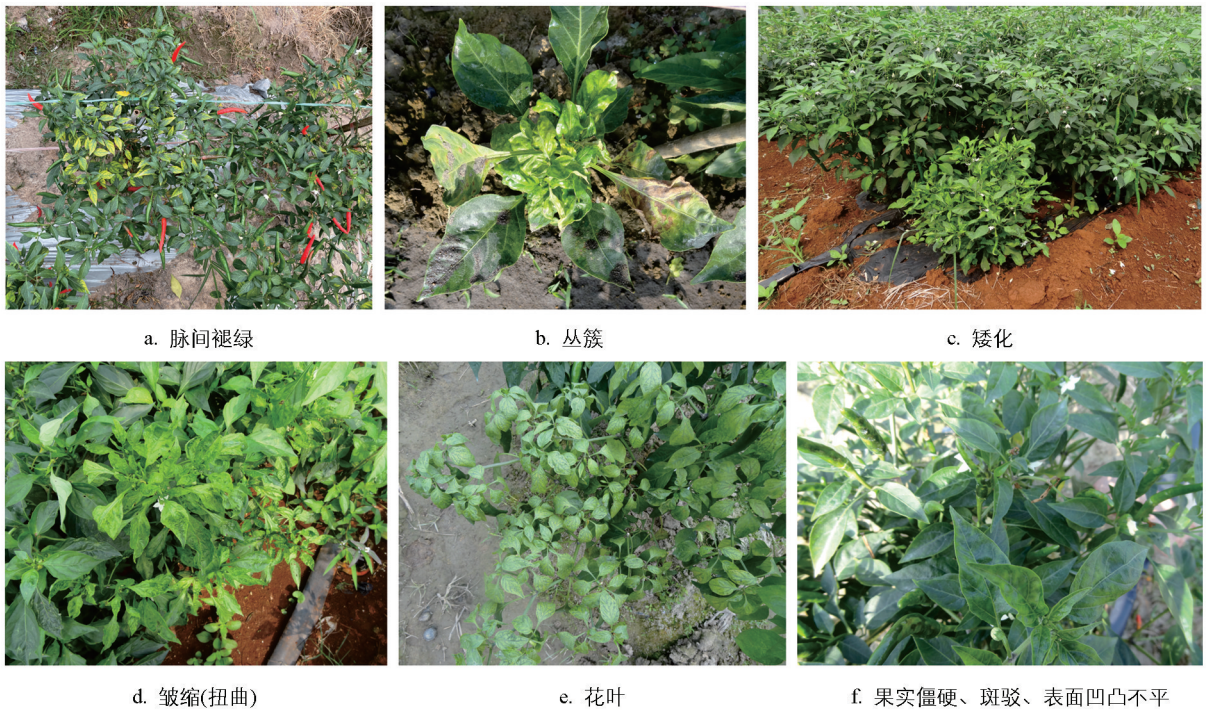 a. 脉间褪绿
b. 丛簇
c. 矮化
d. 皱缩(扭曲)
e. 花叶
f. 果实僵硬、斑驳、表面凹凸不平